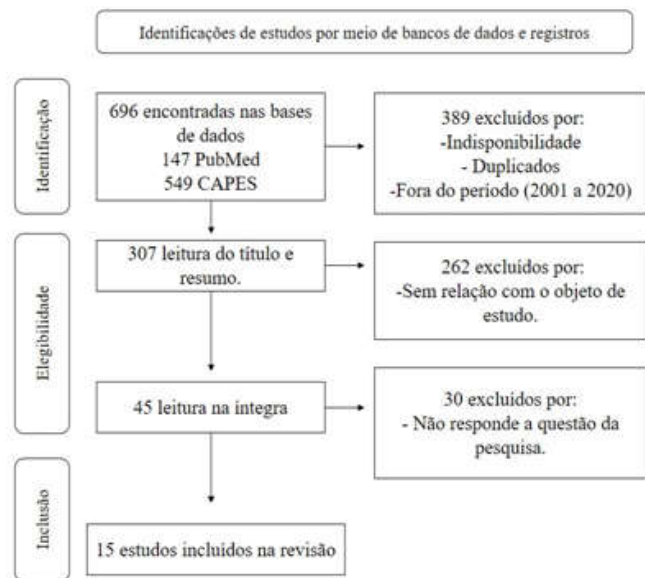 Identificações de estudos por meio de bancos de dados e registros
Identificação
696 encontradas nas bases
de dados
147 PubMed
549 CAPES
389 excluídos por:
-Indisponibilidade
- Duplicados
-Fora do periodo (2001 a 2020)
Elegibilidade
307 leitura do título e
resumo.
262 excluídos por:
-Sem relação com o objeto de
estudo.
45 leitura na íntegra
30 excluídos por:
- Não responde a questão da
pesquisa.
Inclusão
15 estudos incluídos na revisão